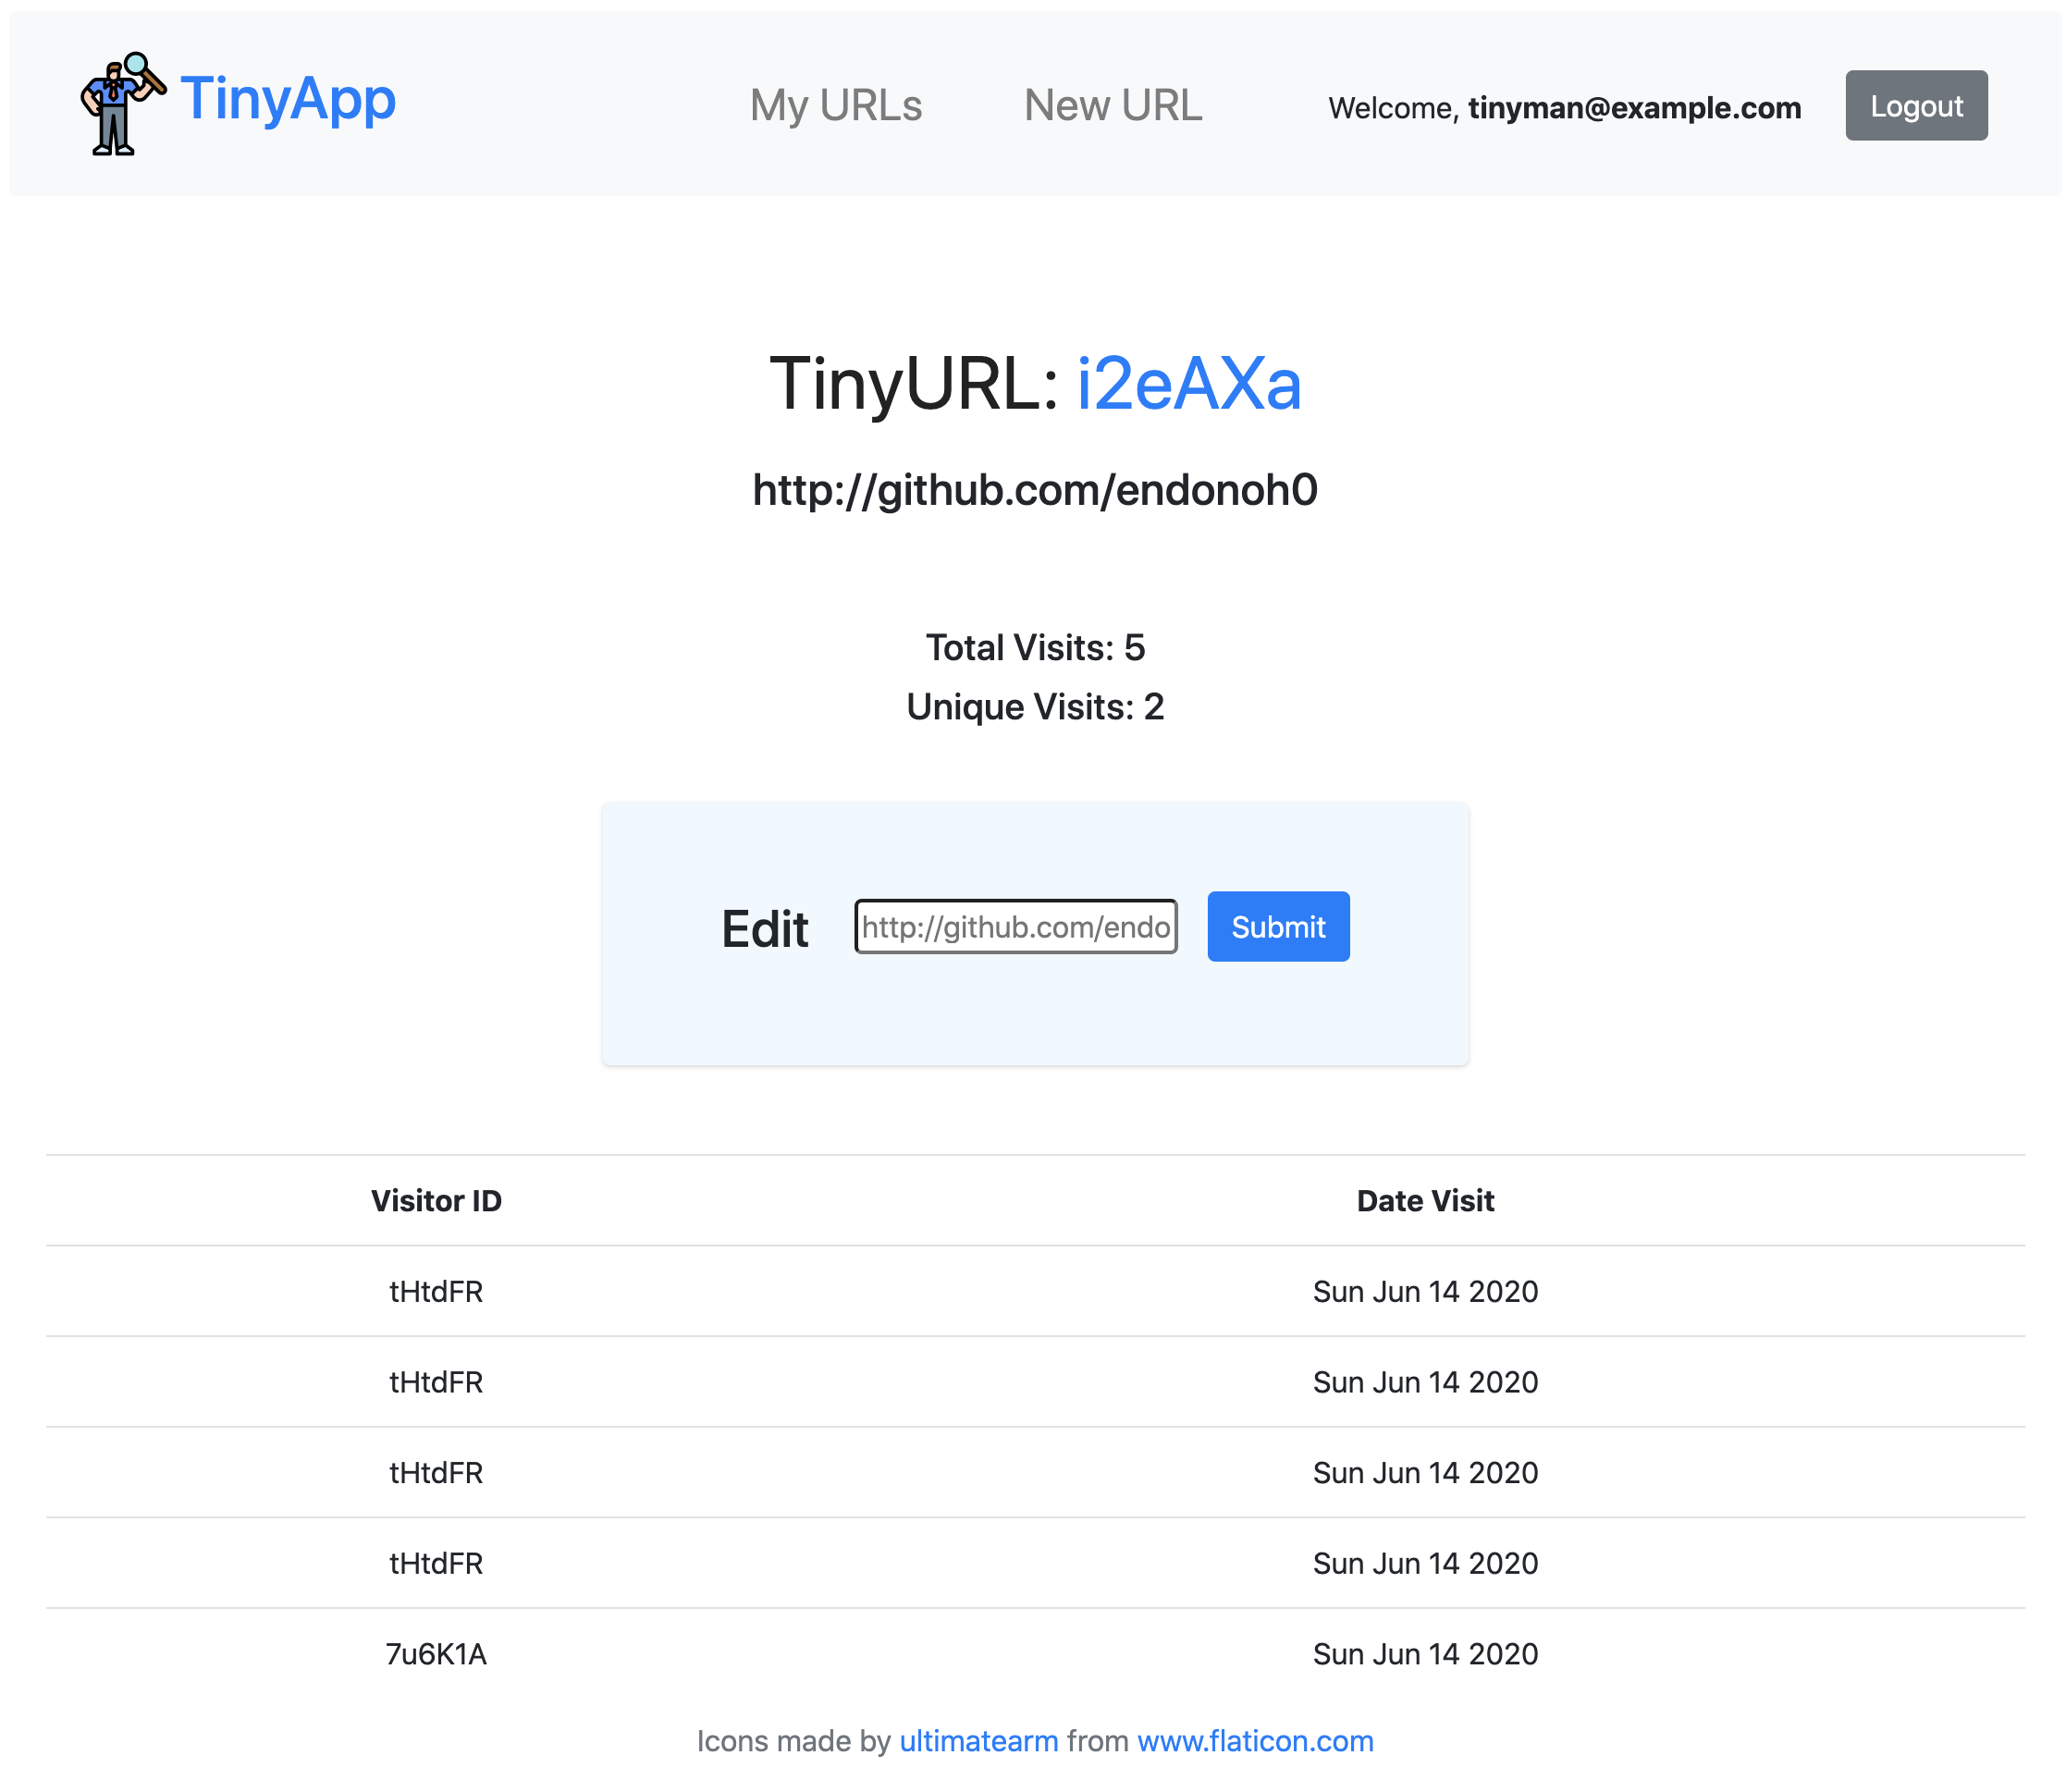 TinyApp My URLs New URL Welcome, tinyman@example.com Logout
TinyURL: i2eAXa
http://github.com/endonoh0
Total Visits: 5
Unique Visits: 2
Edit http://github.com/endo Submit
Visitor ID Date Visit
tHtdFR Sun Jun 14 2020
tHtdFR Sun Jun 14 2020
tHtdFR Sun Jun 14 2020
tHtdFR Sun Jun 14 2020
7u6K1A Sun Jun 14 2020
Icons made by ultimatearm from www.flaticon.com